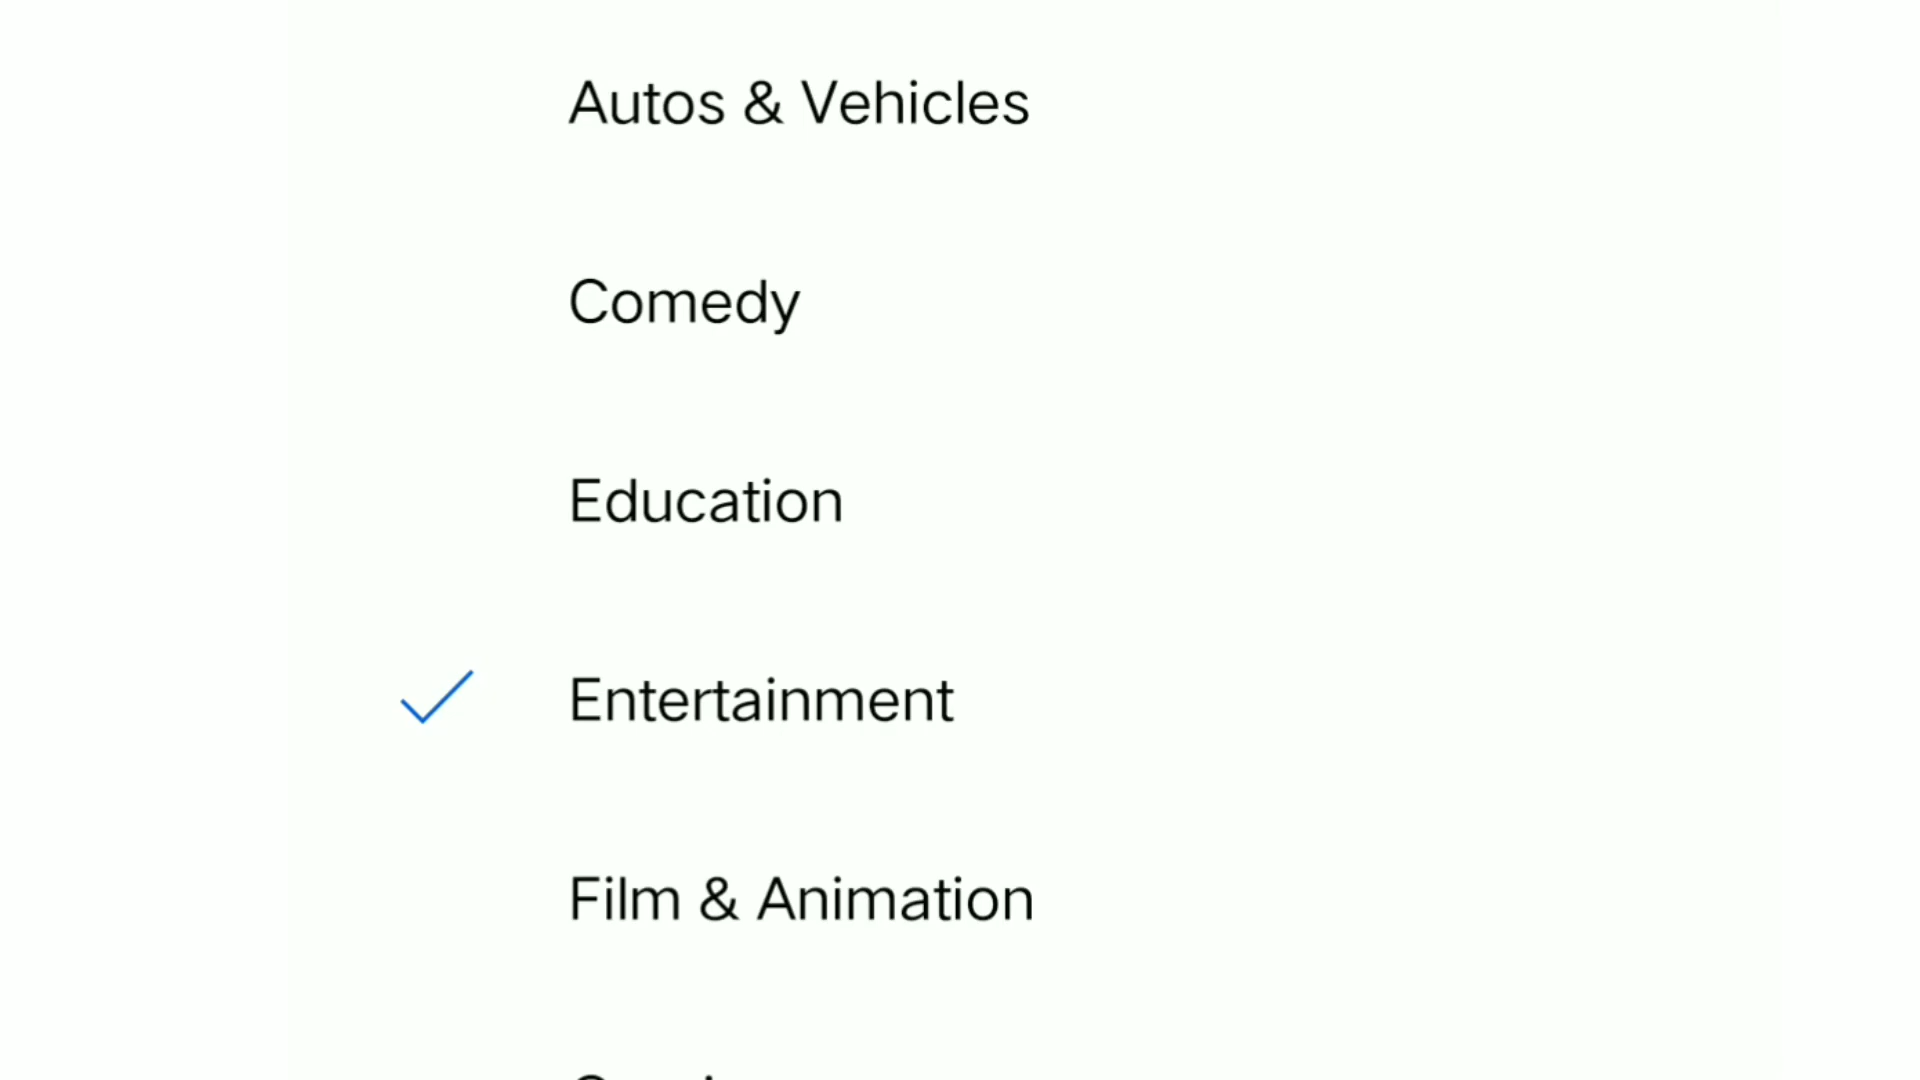 Autos & Vehicles
Comedy
Education
Entertainment
Film & Animation